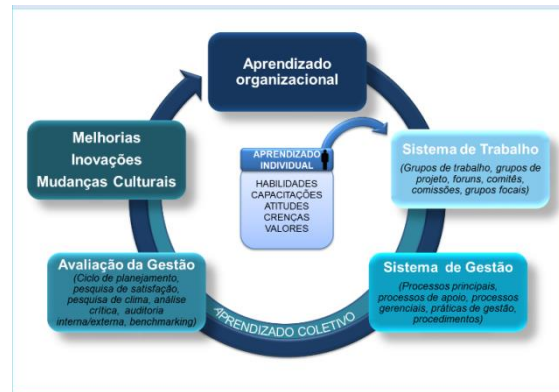 Aprendizado
organizacional
Melhorias
Inovações
Mudanças Culturais
APRENDIZADO
INDIVIDUAL
HABILIDADES
CAPACITAÇÕES
ATITUDES
CRENÇAS
VALORES
Sistema de Trabalho
(Grupos de trabalho, grupos de
projeto, foruns, comitês,
comissões, grupos focais)
Avaliação da Gestão
(Ciclo de planejamento,
pesquisa de satisfação,
pesquisa de clima, análise
crítica, auditoria
interna/externa, benchmarking)
Sistema de Gestão
(Processos principais,
processos de apoio, processos
gerenciais, práticas de gestão,
procedimentos)
APRENDIZADO COLETIVO